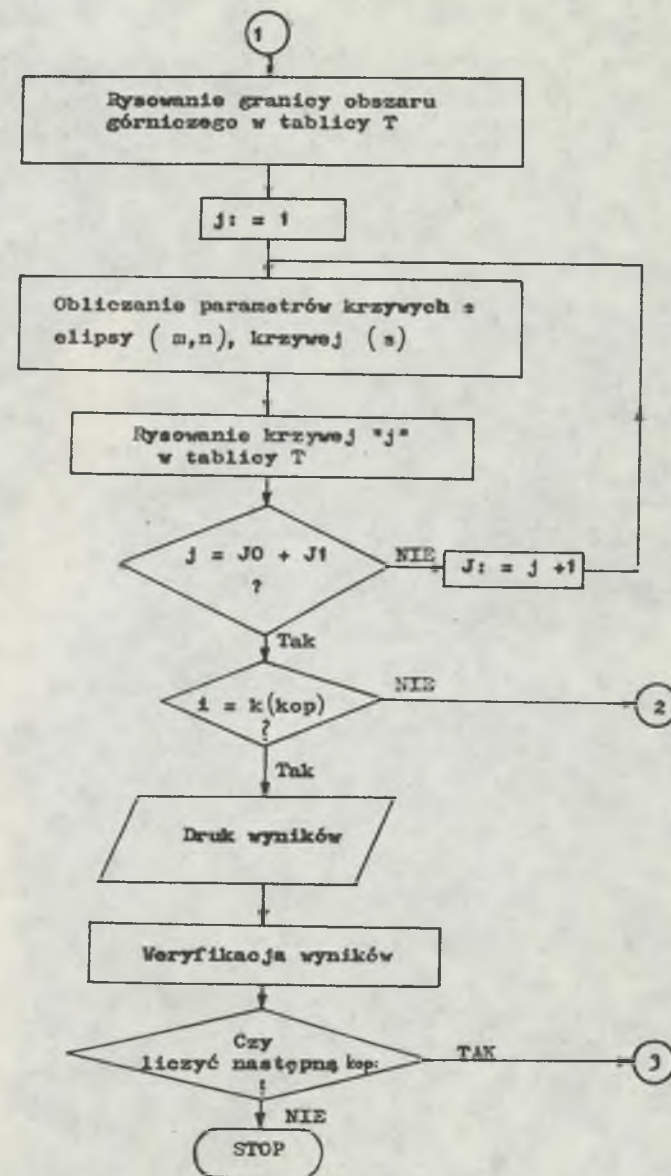 1
Rysowanie granicy obszaru
górniczego w tablicy T
j: = 1
Obliczanie parametrów krzywych :
elipsy ( m,n), krzywej (s)
Rysowanie krzywej "j"
w tablicy T
j = J0 + J1
?
NIE
J: = j +1
Tak
i = k(kop)
?
NIE
2
Tak
Druk wyników
Weryfikacja wyników
Czy
liczyć następną kop:
TAK
3
NIE
STOP